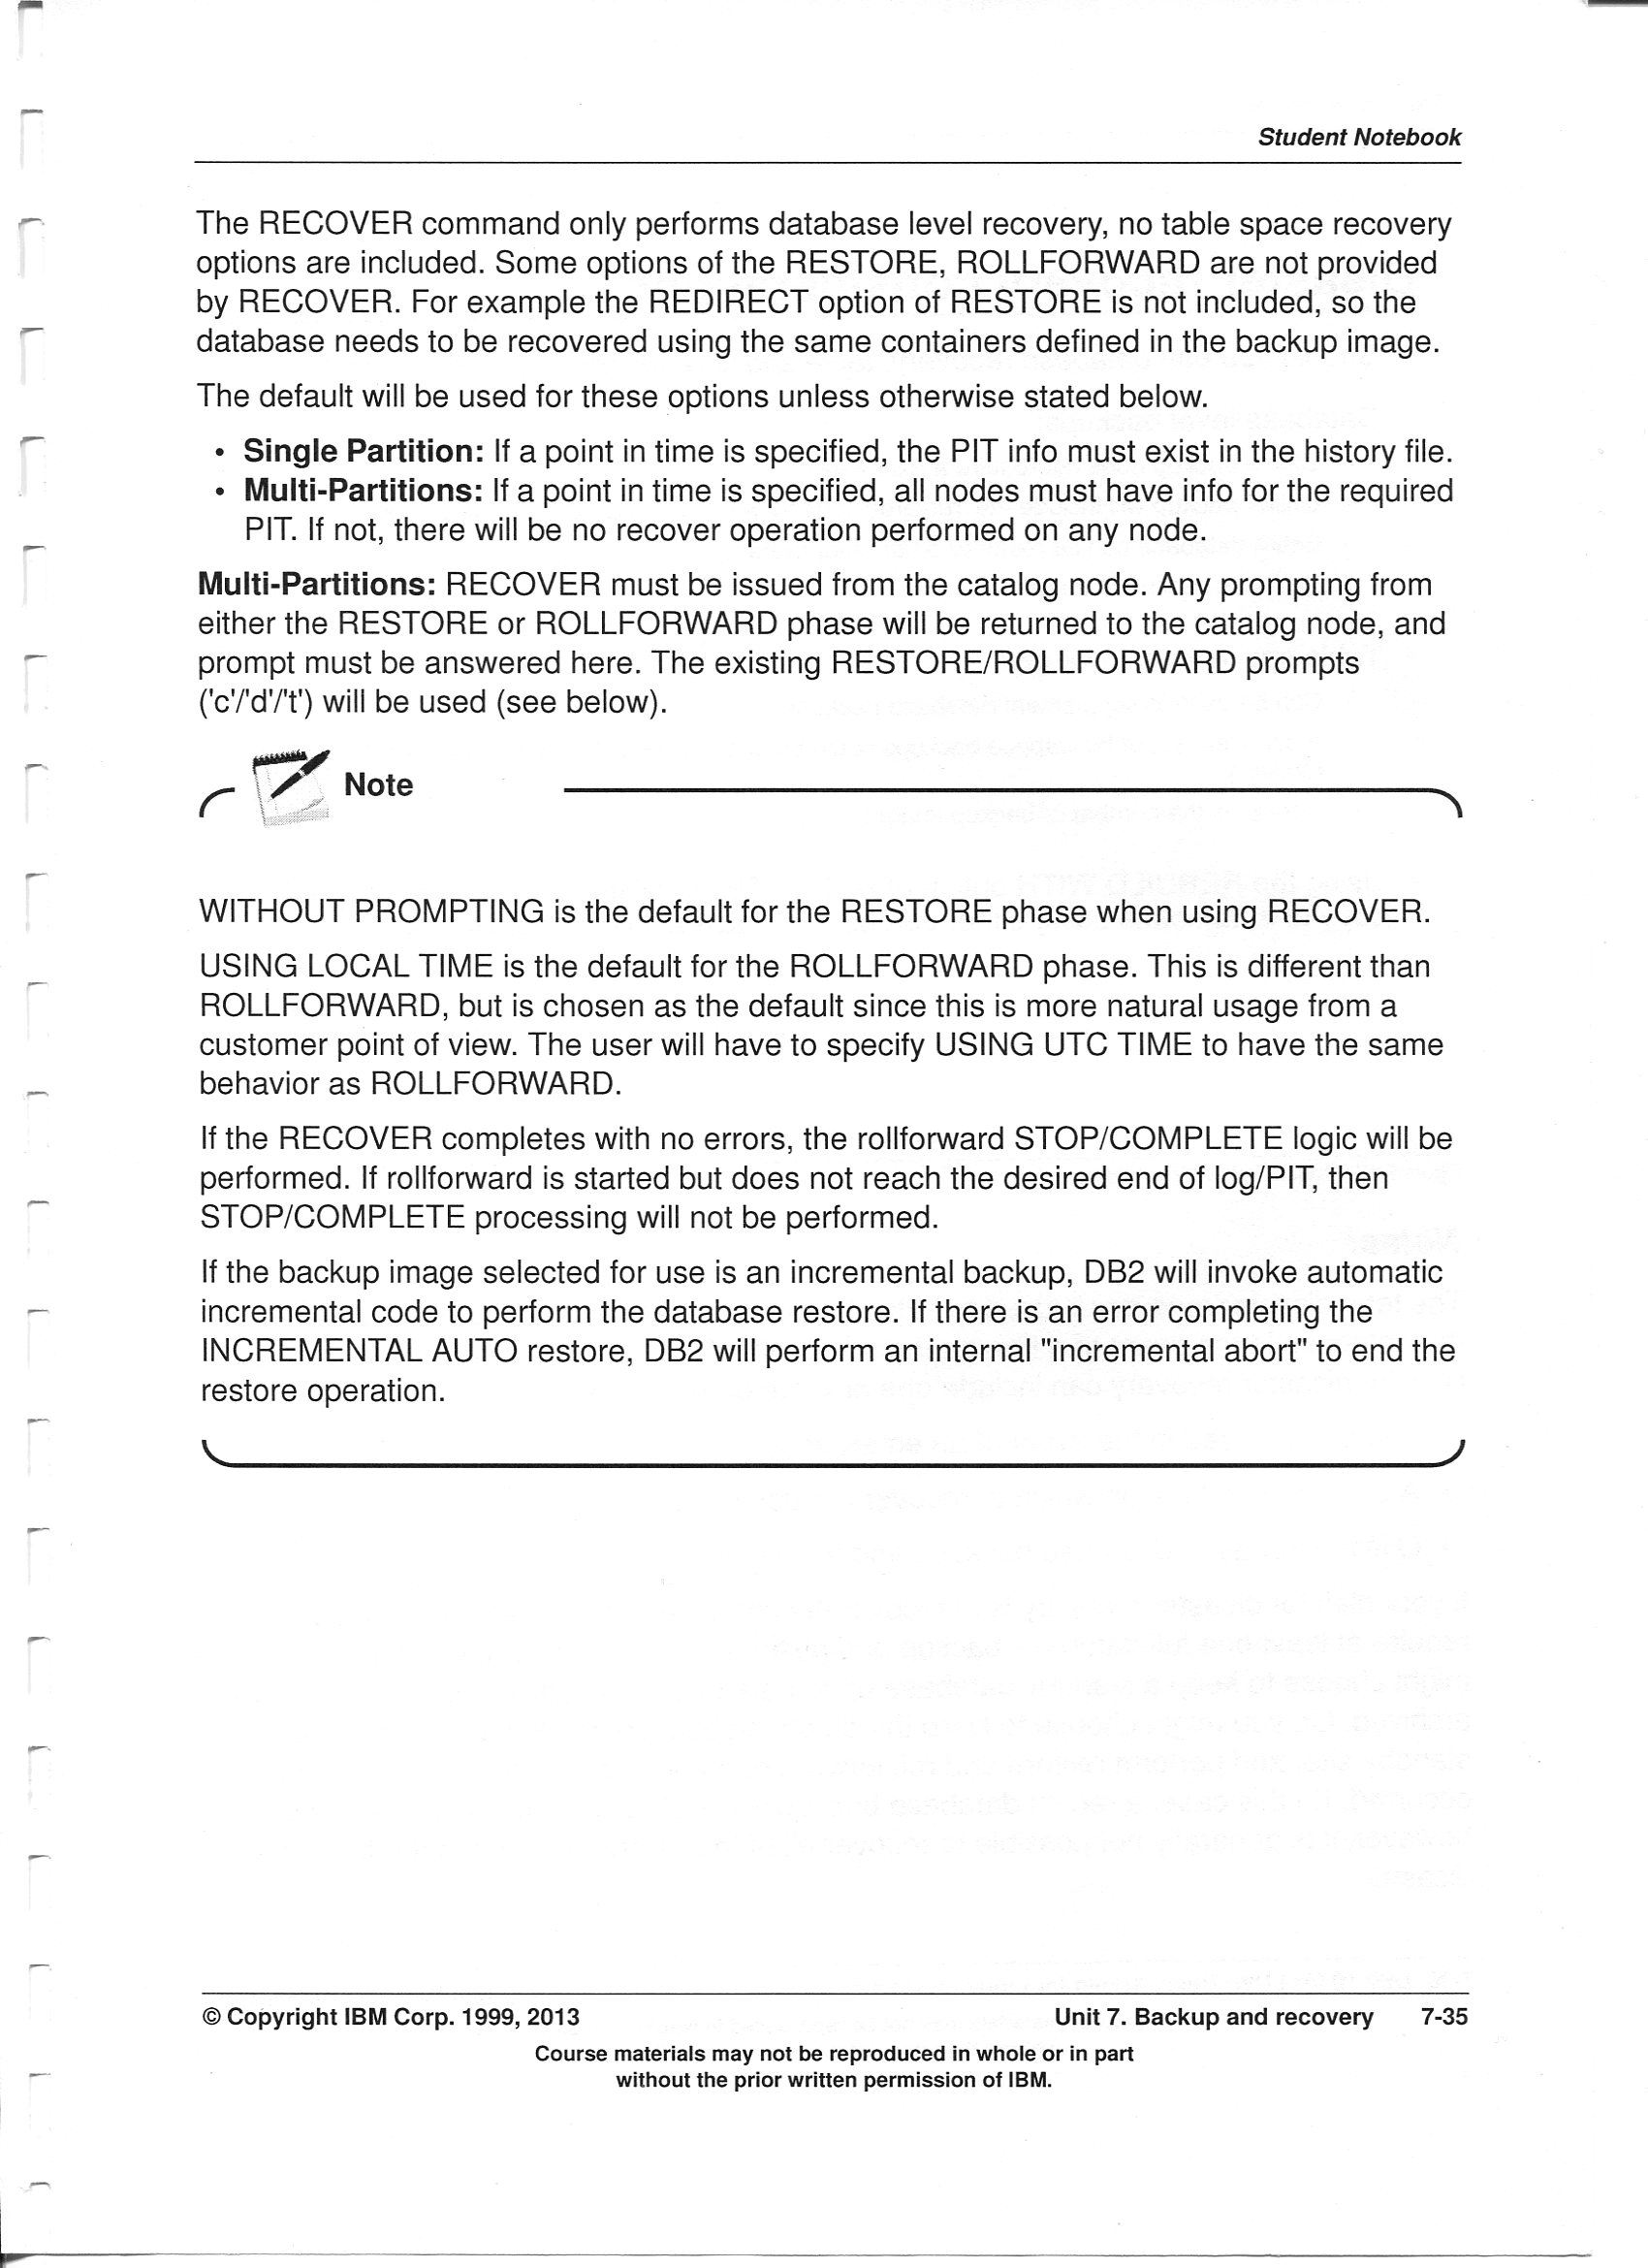 Student Notebook
The RECOVER command only performs database level recovery, no table space recovery
options are included. Some options of the RESTORE, ROLLFORWARD are not provided
by RECOVER. For example the REDIRECT option of RESTORE is not included, so the
database needs to be recovered using the same containers defined in the backup image.
The default will be used for these options unless otherwise stated below.
• Single Partition: If a point in time is specified, the PIT info must exist in the history file.
• Multi-Partitions: If a point in time is specified, all nodes must have info for the required
PIT. If not, there will be no recover operation performed on any node.
Multi-Partitions: RECOVER must be issued from the catalog node. Any prompting from
either the RESTORE or ROLLFORWARD phase will be returned to the catalog node, and
prompt must be answered here. The existing RESTORE/ROLLFORWARD prompts
('c'/'d'/'t') will be used (see below).
Note
WITHOUT PROMPTING is the default for the RESTORE phase when using RECOVER.
USING LOCAL TIME is the default for the ROLLFORWARD phase. This is different than
ROLLFORWARD, but is chosen as the default since this is more natural usage from a
customer point of view. The user will have to specify USING UTC TIME to have the same
behavior as ROLLFORWARD.
If the RECOVER completes with no errors, the rollforward STOP/COMPLETE logic will be
performed. If rollforward is started but does not reach the desired end of log/PIT, then
STOP/COMPLETE processing will not be performed.
If the backup image selected for use is an incremental backup, DB2 will invoke automatic
incremental code to perform the database restore. If there is an error completing the
INCREMENTAL AUTO restore, DB2 will perform an internal "incremental abort" to end the
restore operation.
© Copyright IBM Corp. 1999, 2013 Unit 7. Backup and recovery 7-35
Course materials may not be reproduced in whole or in part
without the prior written permission of IBM.